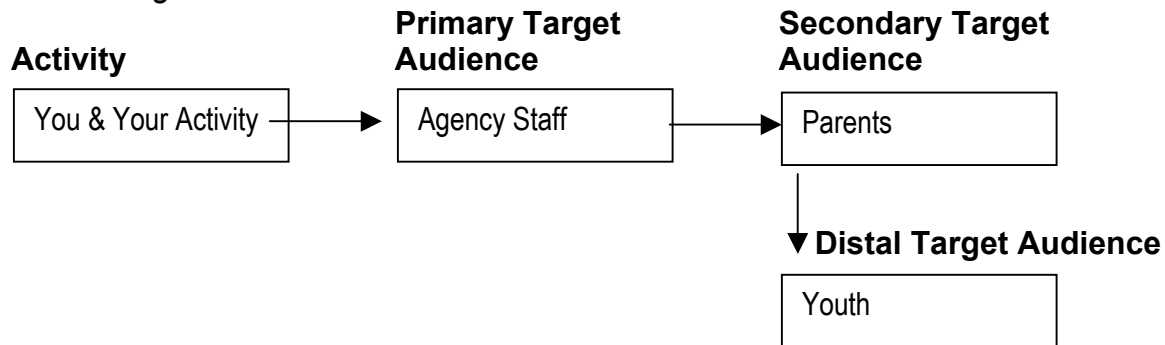 Activity
Primary Target
Audience
Secondary Target
Audience
You & Your Activity
Agency Staff
Parents
Distal Target Audience
Youth